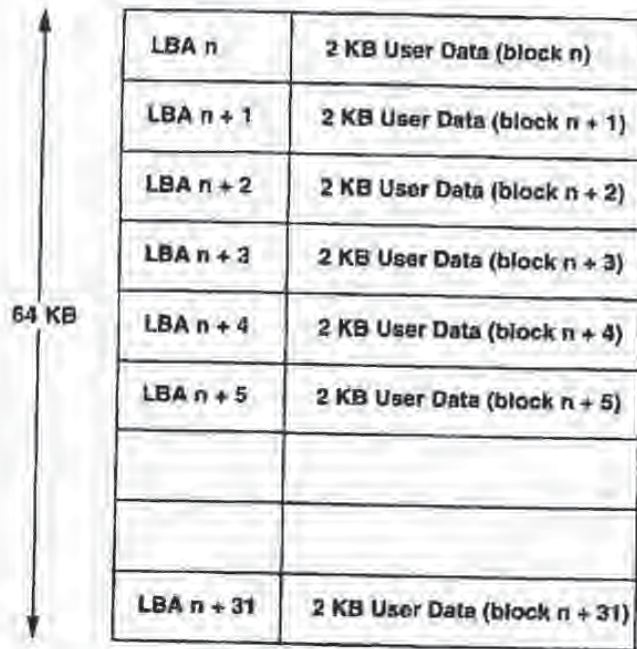 LBA n 2 KB User Data (block n)
LBA n + 1 2 KB User Data (block n + 1)
LBA n + 2 2 KB User Data (block n + 2)
LBA n + 3 2 KB User Data (block n + 3)
64 KB LBA n + 4 2 KB User Data (block n + 4)
LBA n + 5 2 KB User Data (block n + 5)
LBA n + 31 2 KB User Data (block n + 31)